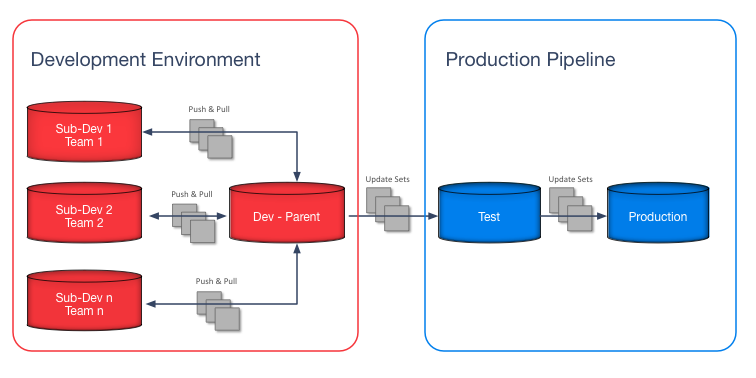 Development Environment
Production Pipeline
Push & Pull
Sub-Dev 1
Team 1
Update Sets
Update Sets
Push & Pull
Sub-Dev 2
Team 2
Dev - Parent
Test
Production
Push & Pull
Sub-Dev n
Team n